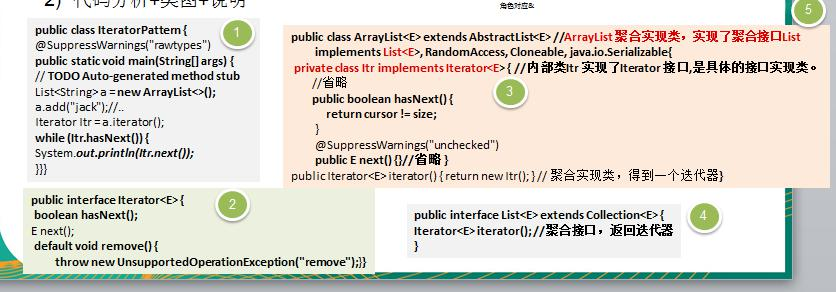 2) 代码分析+类图+说明
角色对应&
5
1
public class IteratorPattern {
@SuppressWarnings("rawtypes")
public static void main(String[] args) {
// TODO Auto-generated method stub
List<String> a = new ArrayList<>();
a.add("jack");//..
Iterator Itr = a.iterator();
while (Itr.hasNext()) {
System.out.println(Itr.next());
}}}
public class ArrayList<E> extends AbstractList<E> //ArrayList 聚合实现类，实现了聚合接口List
implements List<E>, RandomAccess, Cloneable, java.io.Serializable{
private class Itr implements Iterator<E> { //内部类Itr 实现了Iterator 接口,是具体的接口实现类。
//省略
3
public boolean hasNext() {
return cursor != size;
}
@SuppressWarnings("unchecked")
public E next() {}//省略 }
public Iterator<E> iterator() { return new Itr(); } // 聚合实现类，得到一个迭代器}
2
public interface Iterator<E> {
boolean hasNext();
E next();
default void remove() {
throw new UnsupportedOperationException("remove");}}
4
public interface List<E> extends Collection<E> {
Iterator<E> iterator();//聚合接口，返回迭代器
}